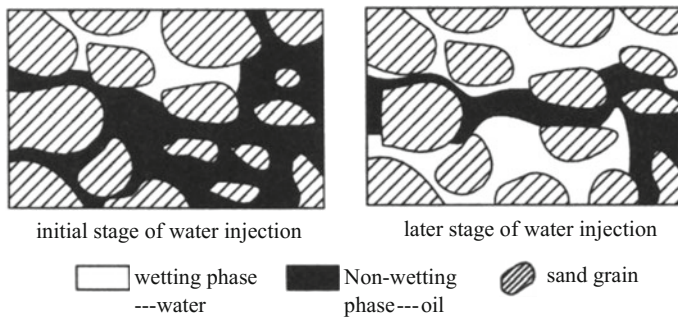 initial stage of water injection
later stage of water injection
wetting phase
---water
Non-wetting
phase---oil
sand grain